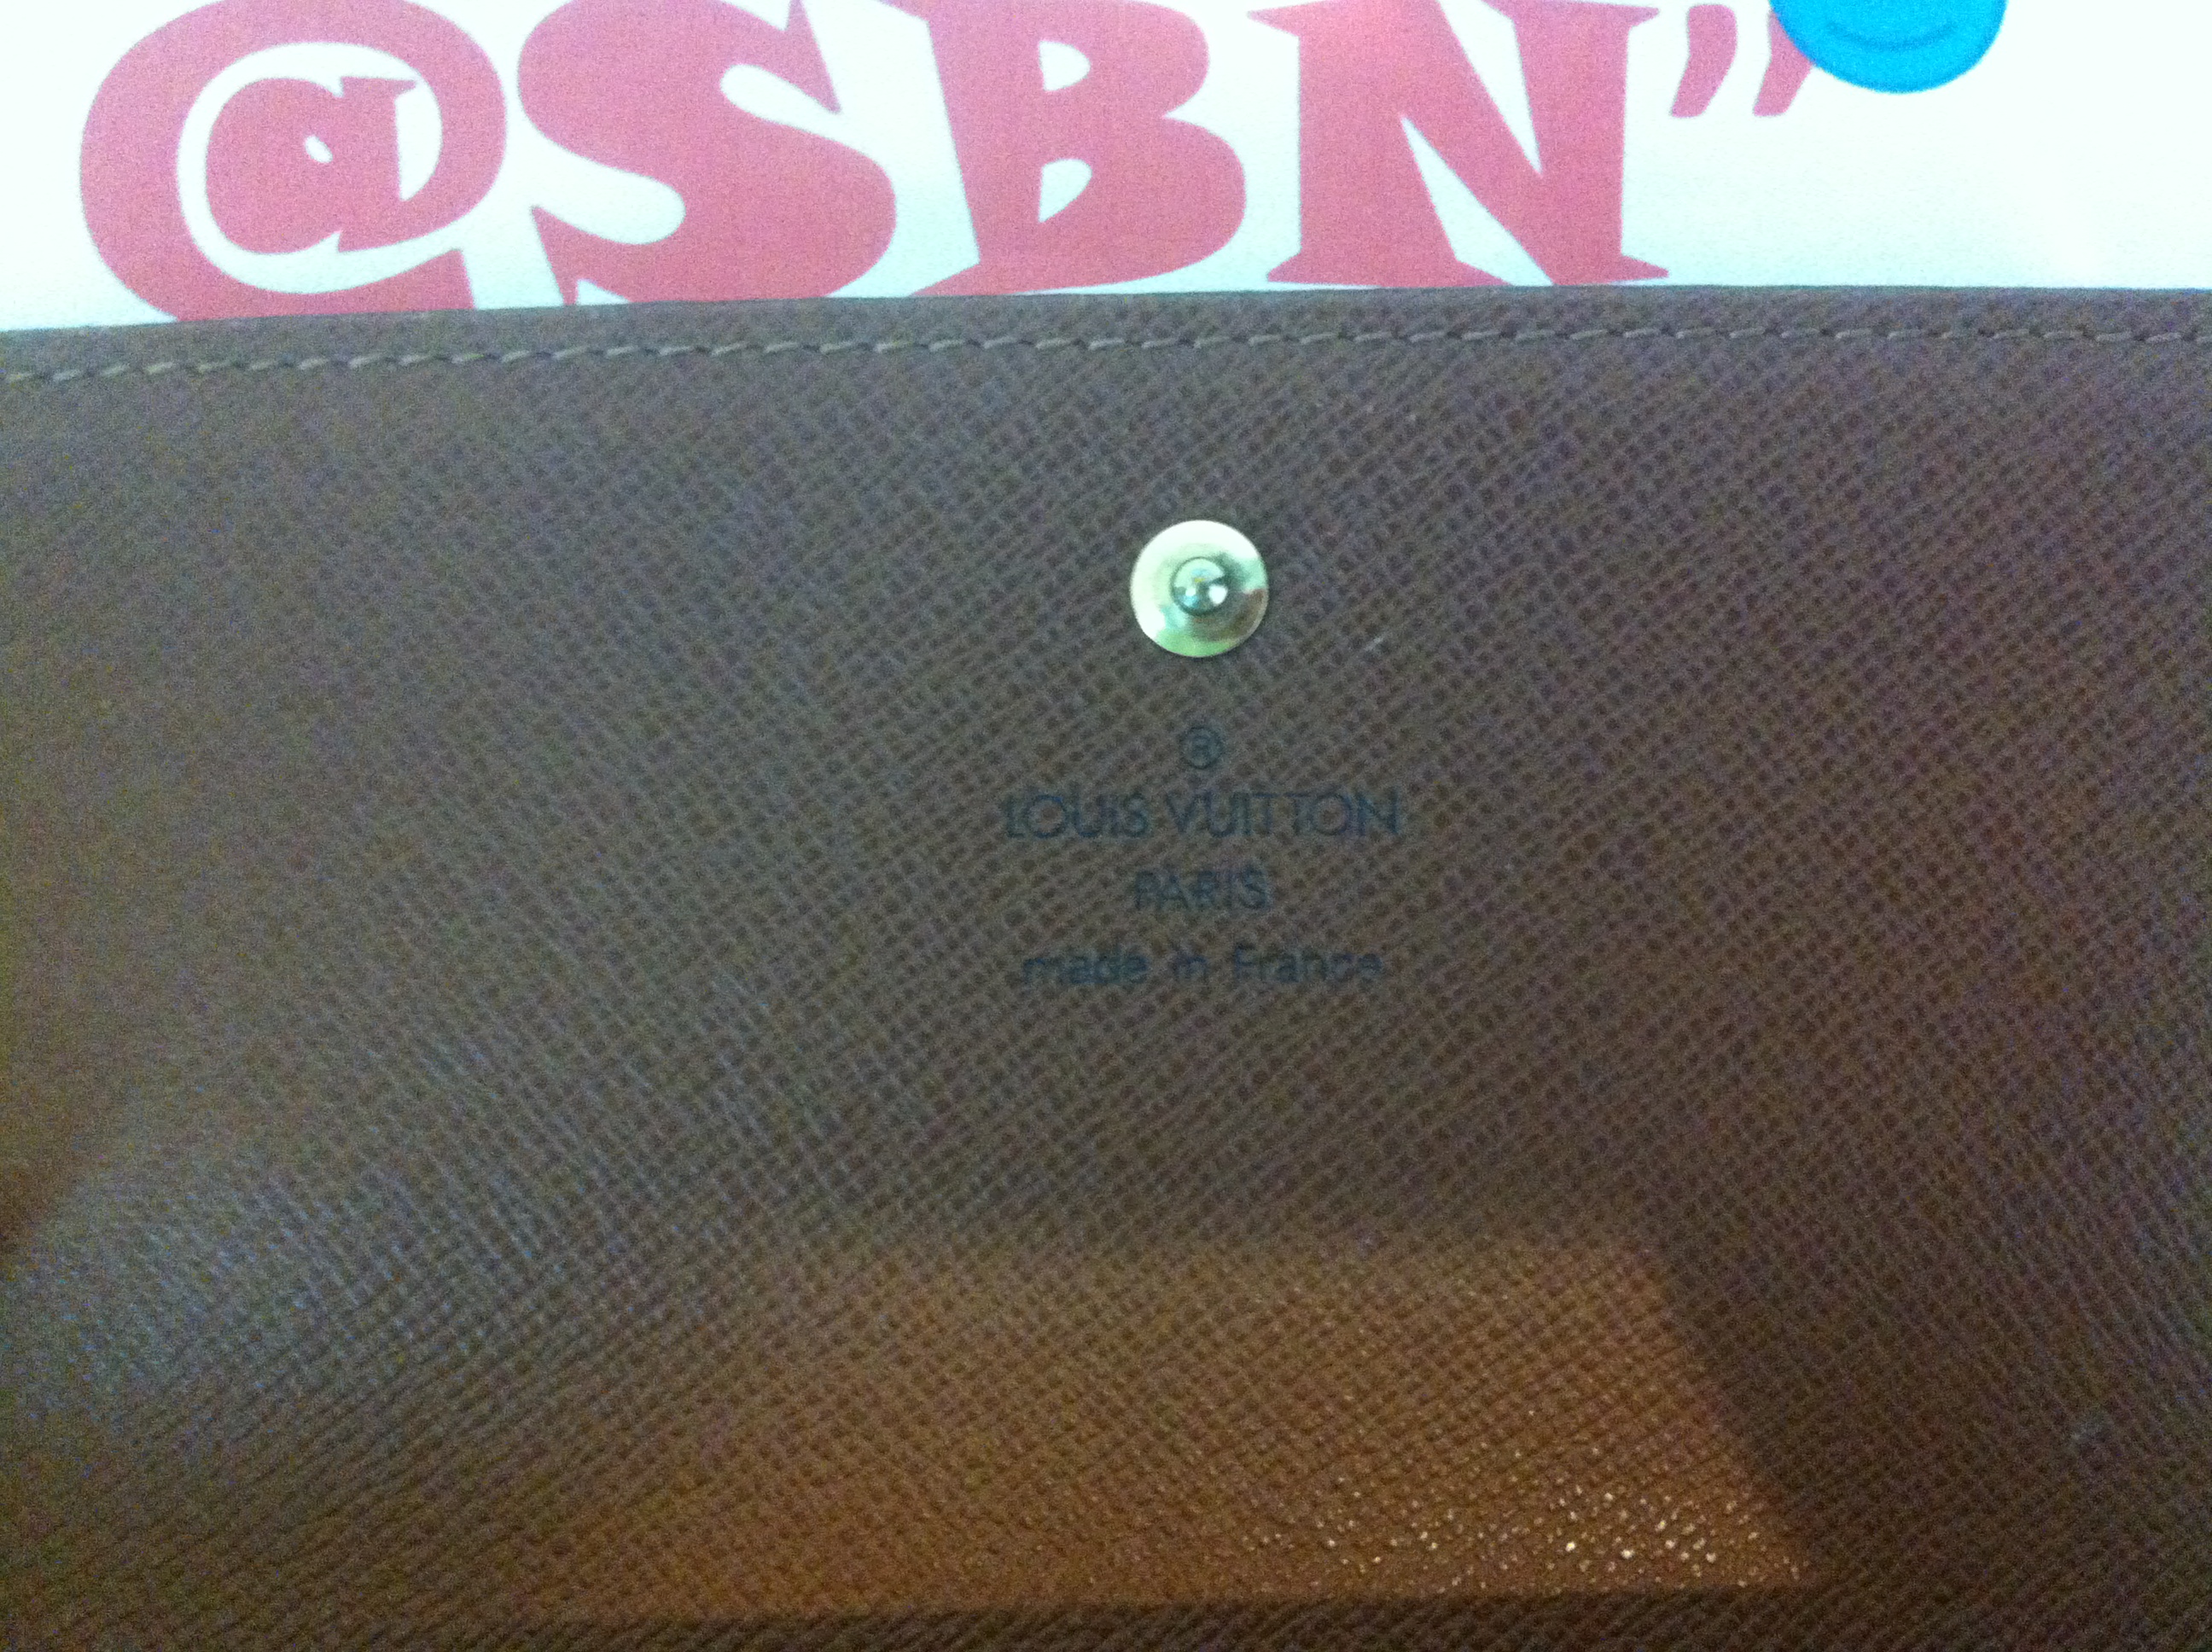 @SBN”
®
LOUIS VUITTON
PARIS
made in France